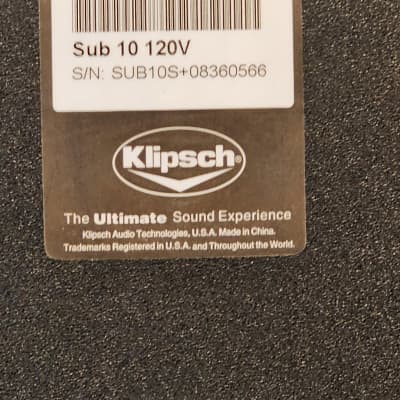 Sub 10 120V
S/N: SUB10S+08360566
Klipsch®
The Ultimate Sound Experience
Klipsch Audio Technologies, U.S.A. Made in China.
Trademarks Registered in U.S.A. and Throughout the World.